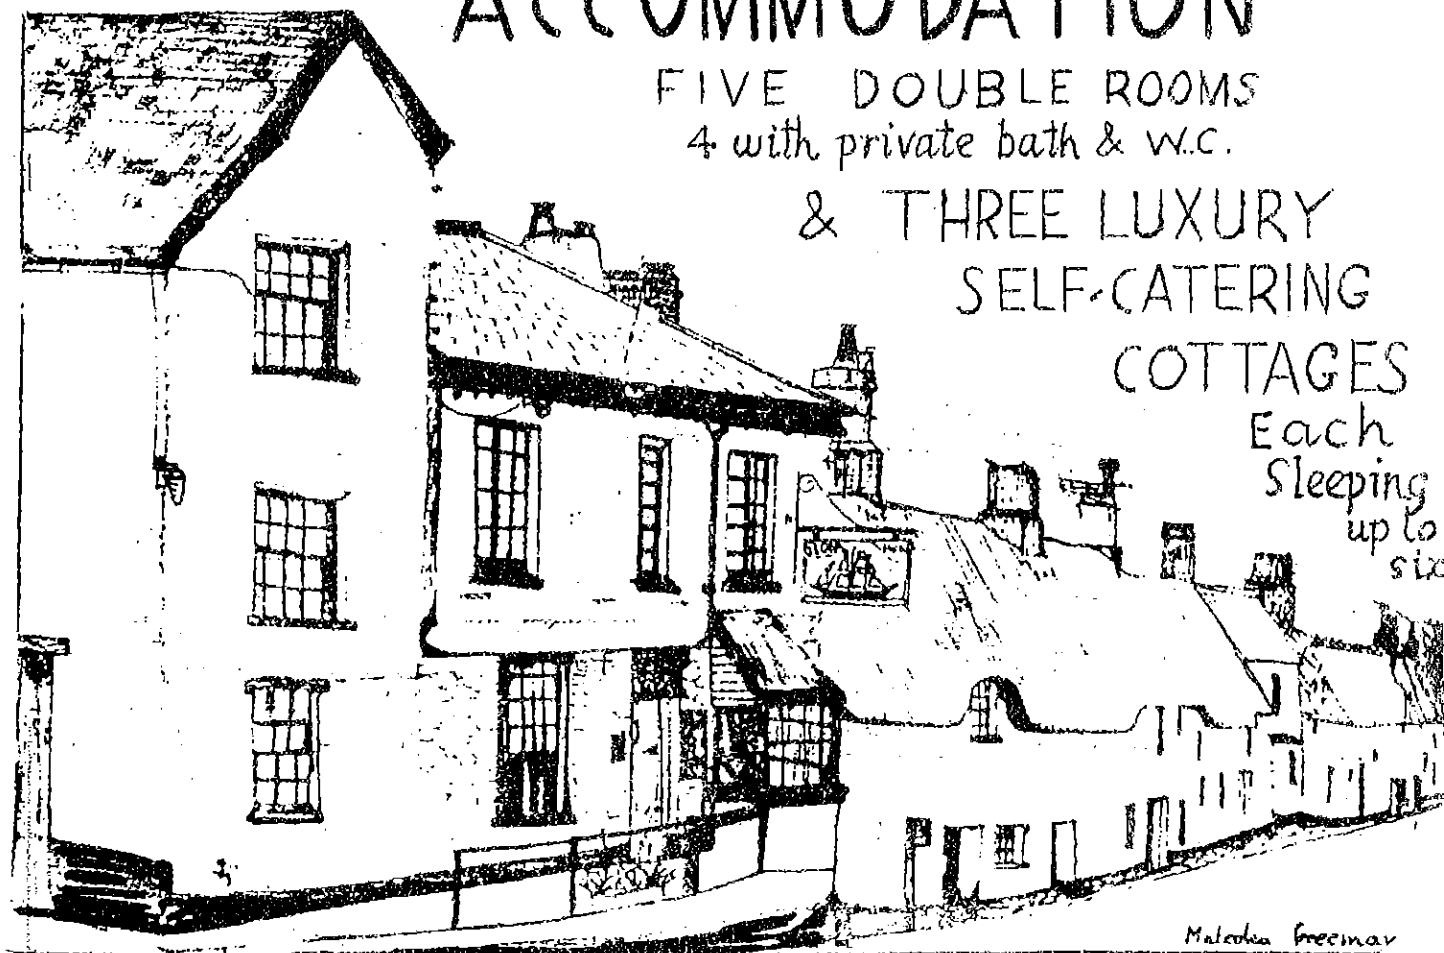 ACCOMMODATION
FIVE DOUBLE ROOMS
4 with private bath & W.C.
& THREE LUXURY
SELF-CATERING
COTTAGES
Each
Sleeping
up to
six
Malcolm Freeman